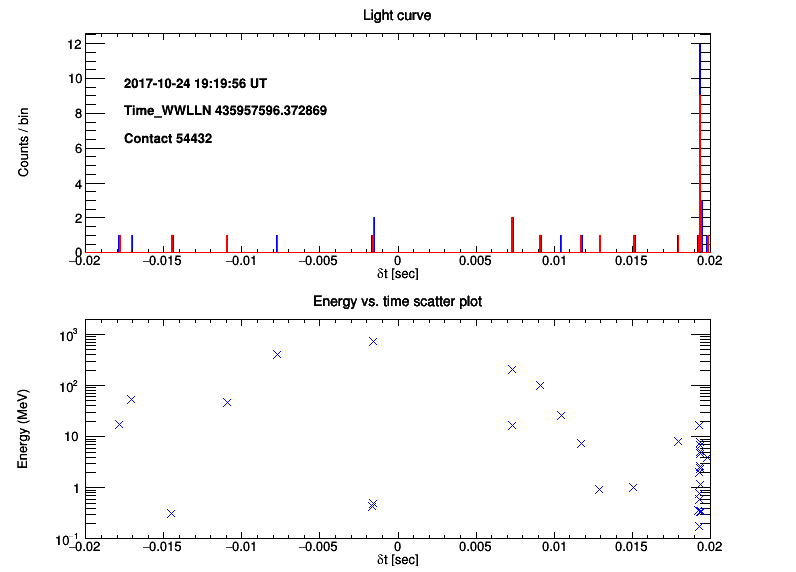 Light curve
Counts / bin
12
10
8
6
4
2
0
2017-10-24 19:19:56 UT
Time_WWLLN 435957596.372869
Contact 54432
−0.02 −0.015 −0.01 −0.005 0 0.005 0.01 0.015 0.02
δt [sec]
Energy vs. time scatter plot
Energy (MeV)
10³
10²
10
1
10⁻¹
−0.02 −0.015 −0.01 −0.005 0 0.005 0.01 0.015 0.02
δt [sec]